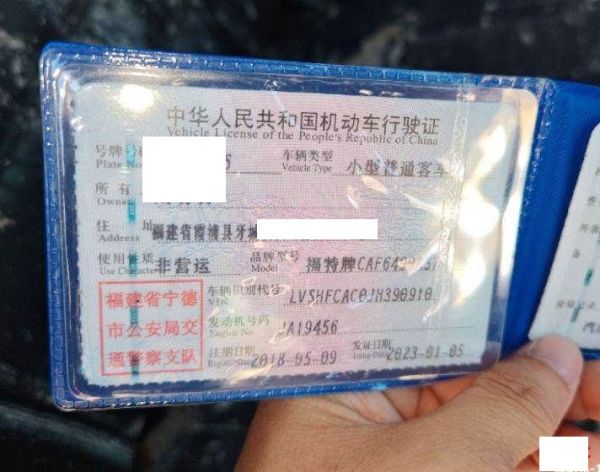 中华人民共和国机动车行驶证
Vehicle License of the People's Republic of China
号牌号
Plate No
车辆类型
Vehicle Type
小型普通客车
所有
Owner
住 址
Address
福建省霞浦县牙城
使用性质
Use Character
非营运
品牌型号
Model
福特牌CAF64
福建省宁德
市公安局交
通警察支队
车辆识别代号
VIN
LVSHFCAC0JH390910
发动机号码
Engine No
JA19456
注册日期
Register Date
2018-05-09
发证日期
Issue Date
2023-01-05